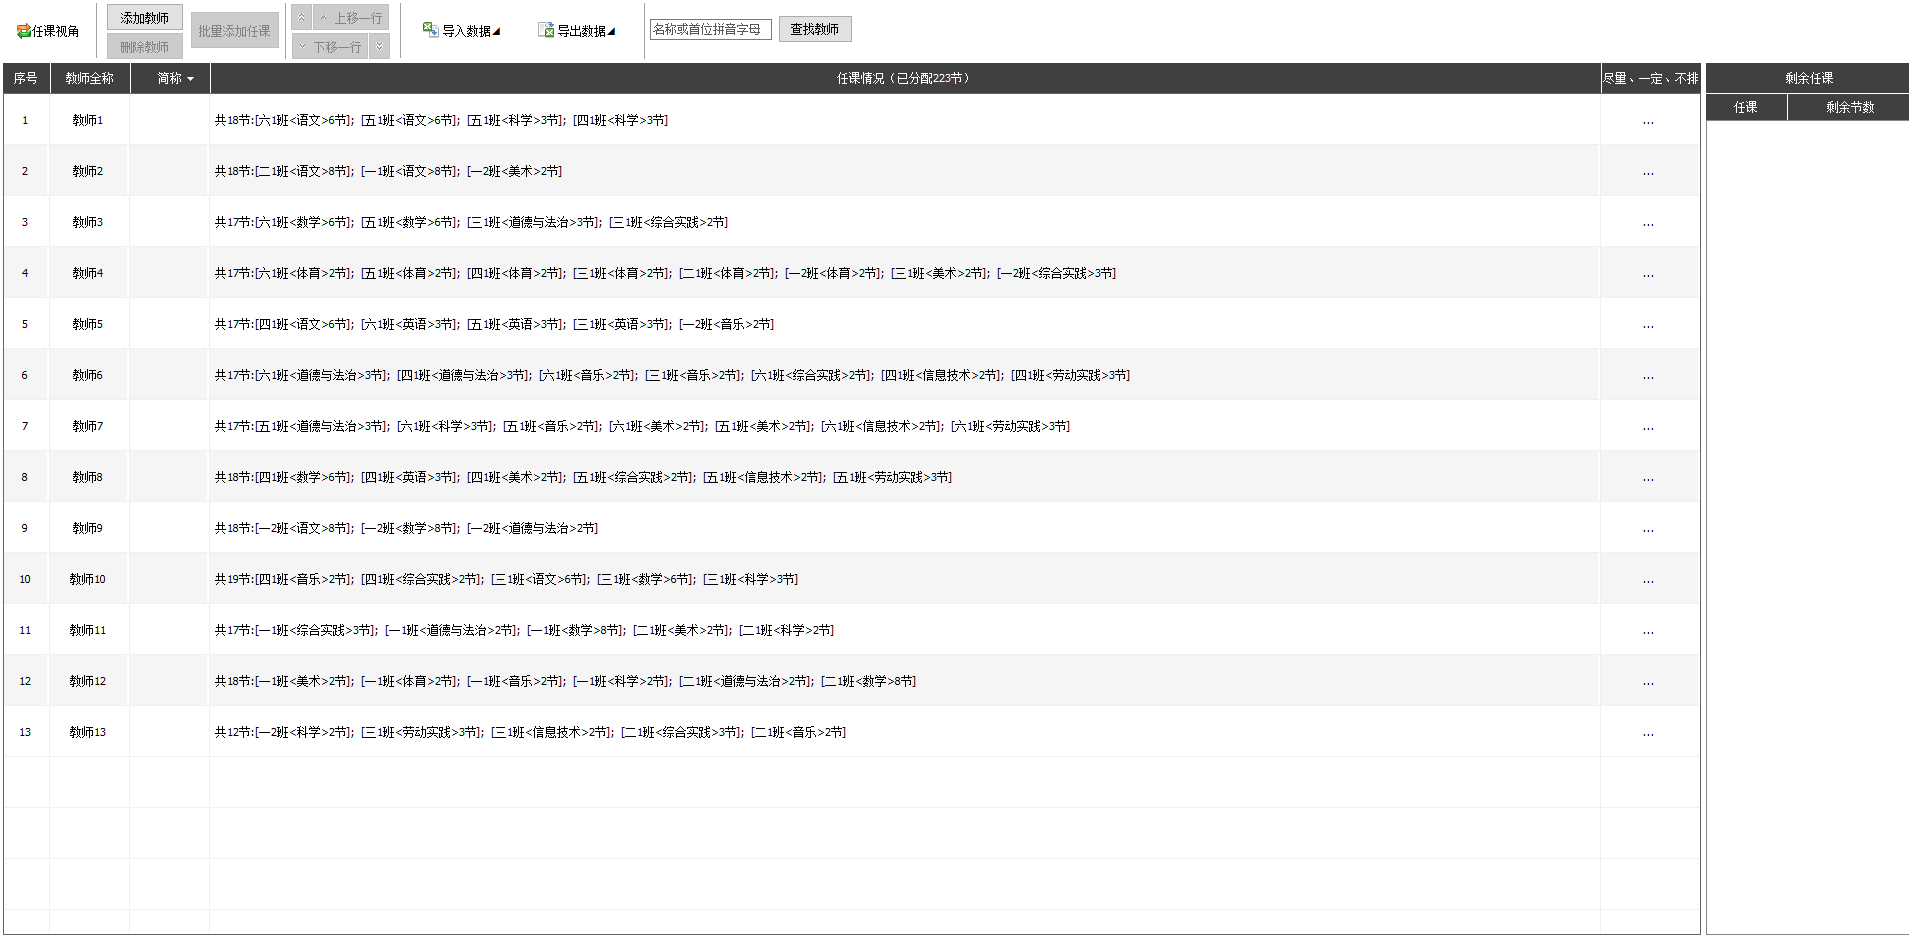 任课视角
添加教师
删除教师
批量添加任课
上移一行
下移一行
导入数据
导出数据
名称或首位拼音字母
查找教师
序号 教师全称 简称 任课情况（已分配223节） 尽量、一定、不排
1 教师1 共18节:[六1班<语文>6节]; [五1班<语文>6节]; [五1班<科学>3节]; [四1班<科学>3节] ...
2 教师2 共18节:[二1班<语文>8节]; [一1班<语文>8节]; [一2班<美术>2节] ...
3 教师3 共17节:[六1班<数学>6节]; [五1班<数学>6节]; [三1班<道德与法治>3节]; [三1班<综合实践>2节] ...
4 教师4 共17节:[六1班<体育>2节]; [五1班<体育>2节]; [四1班<体育>2节]; [三1班<体育>2节]; [二1班<体育>2节]; [一2班<体育>2节]; [三1班<美术>2节]; [一2班<综合实践>3节] ...
5 教师5 共17节:[四1班<语文>6节]; [六1班<英语>3节]; [五1班<英语>3节]; [三1班<英语>3节]; [一2班<音乐>2节] ...
6 教师6 共17节:[六1班<道德与法治>3节]; [四1班<道德与法治>3节]; [六1班<音乐>2节]; [三1班<音乐>2节]; [六1班<综合实践>2节]; [四1班<信息技术>2节]; [四1班<劳动实践>3节] ...
7 教师7 共17节:[五1班<道德与法治>3节]; [六1班<科学>3节]; [五1班<音乐>2节]; [六1班<美术>2节]; [五1班<美术>2节]; [六1班<信息技术>2节]; [六1班<劳动实践>3节] ...
8 教师8 共18节:[四1班<数学>6节]; [四1班<英语>3节]; [四1班<美术>2节]; [五1班<综合实践>2节]; [五1班<信息技术>2节]; [五1班<劳动实践>3节] ...
9 教师9 共18节:[一2班<语文>8节]; [一2班<数学>8节]; [一2班<道德与法治>2节] ...
10 教师10 共19节:[四1班<音乐>2节]; [四1班<综合实践>2节]; [三1班<语文>6节]; [三1班<数学>6节]; [三1班<科学>3节] ...
11 教师11 共17节:[一1班<综合实践>3节]; [一1班<道德与法治>2节]; [一1班<数学>8节]; [二1班<美术>2节]; [二1班<科学>2节] ...
12 教师12 共18节:[一1班<美术>2节]; [一1班<体育>2节]; [一1班<音乐>2节]; [一1班<科学>2节]; [二1班<道德与法治>2节]; [二1班<数学>8节] ...
13 教师13 共12节:[一2班<科学>2节]; [三1班<劳动实践>3节]; [三1班<信息技术>2节]; [二1班<综合实践>3节]; [二1班<音乐>2节] ...
剩余任课
任课 剩余节数